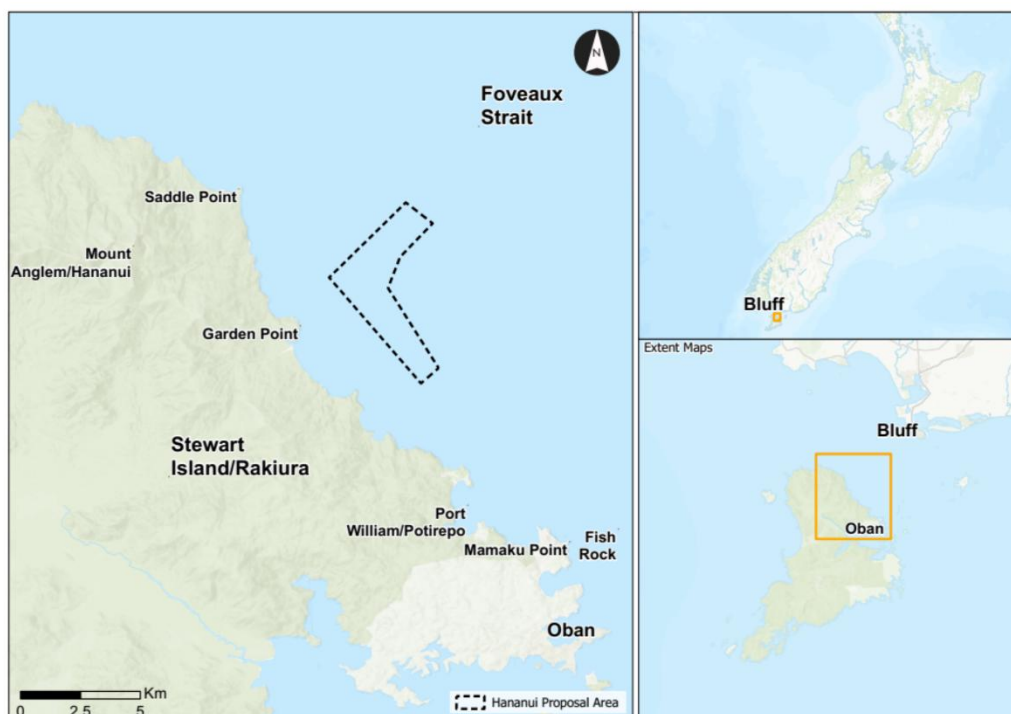 N
Foveaux
Strait
Saddle Point
Mount
Anglem/Hananui
Garden Point
Stewart
Island/Rakiura
Port
William/Potirepo
Mamaku Point
Fish
Rock
Oban
Km
0 2.5 5
Hananui Proposal Area
Bluff
Extent Maps
Bluff
Oban